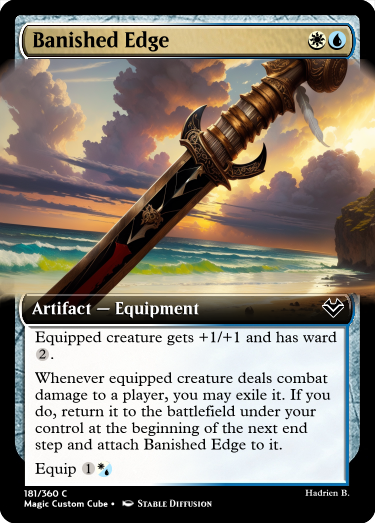 Banished Edge
Artifact — Equipment
Equipped creature gets +1/+1 and has ward
2.
Whenever equipped creature deals combat
damage to a player, you may exile it. If you
do, return it to the battlefield under your
control at the beginning of the next end
step and attach Banished Edge to it.
Equip 1
181/360 C
Magic Custom Cube • Stable Diffusion
Hadrien B.